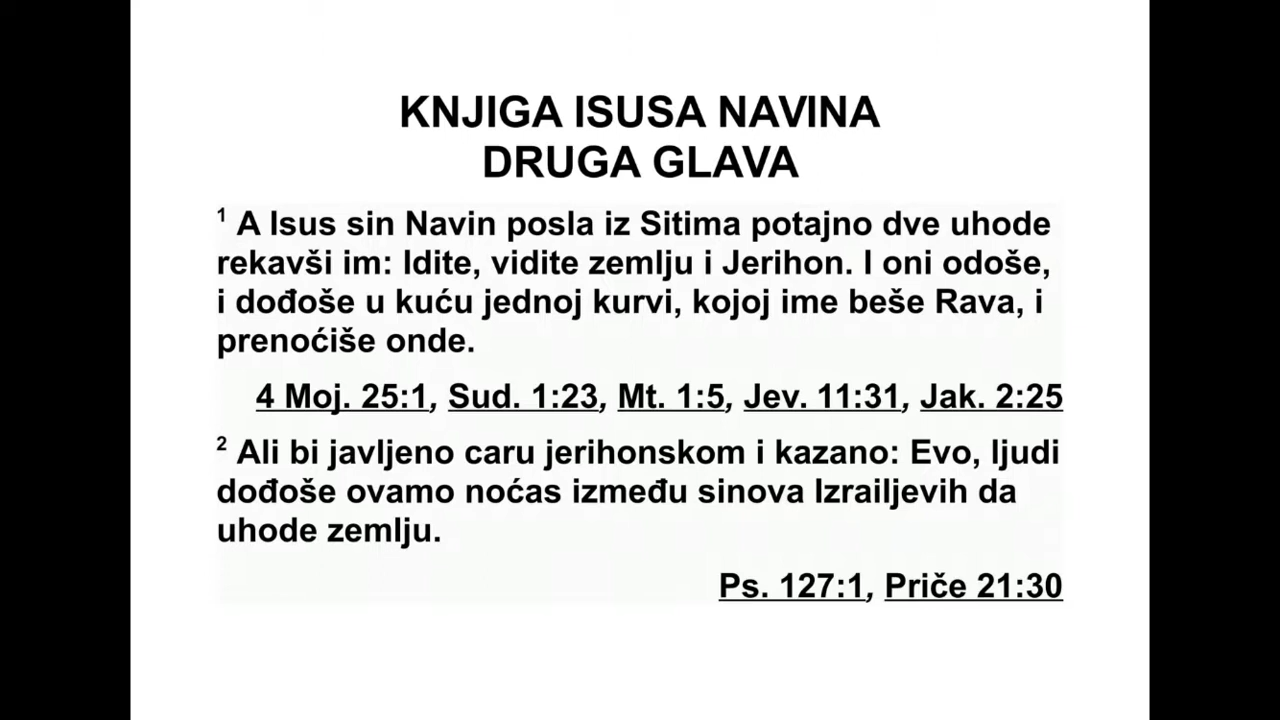 KNJIGA ISUSA NAVINA
DRUGA GLAVA
1 A Isus sin Navin posla iz Sitima potajno dve uhode
rekavši im: Idite, vidite zemlju i Jerihon. I oni odoše,
i dođoše u kuću jednoj kurvi, kojoj ime beše Rava, i
prenoćiše onde.
4 Moj. 25:1, Sud. 1:23, Mt. 1:5, Jev. 11:31, Jak. 2:25
2 Ali bi javljeno caru jerihonskom i kazano: Evo, ljudi
dođoše ovamo noćas između sinova Izrailjevih da
uhode zemlju.
Ps. 127:1, Priče 21:30